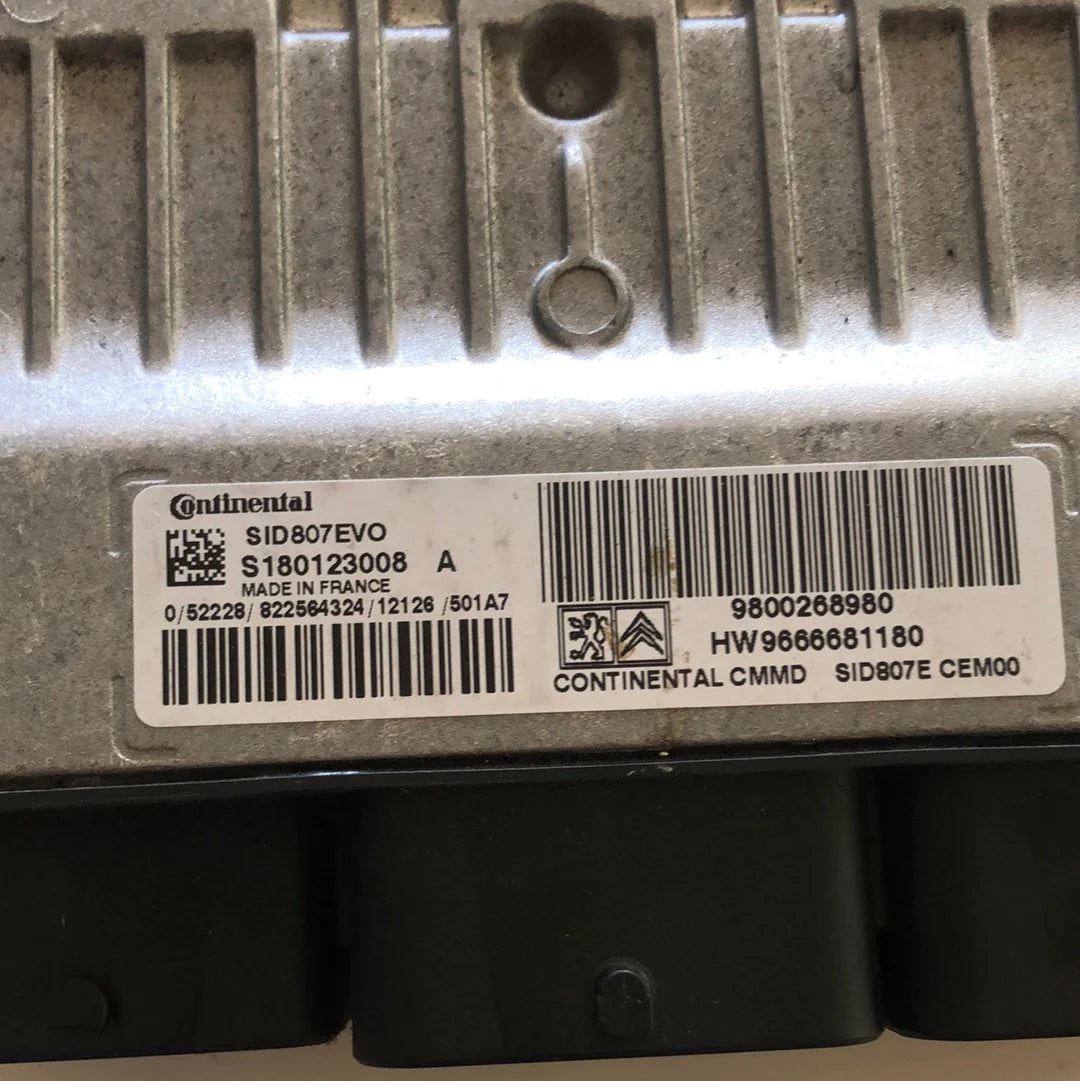 Continental
SID807EVO
S180123008 A
MADE IN FRANCE
0/52228/822564324/12126/501A7
9800268980
HW9666681180
CONTINENTAL CMMD SID807E CEM00